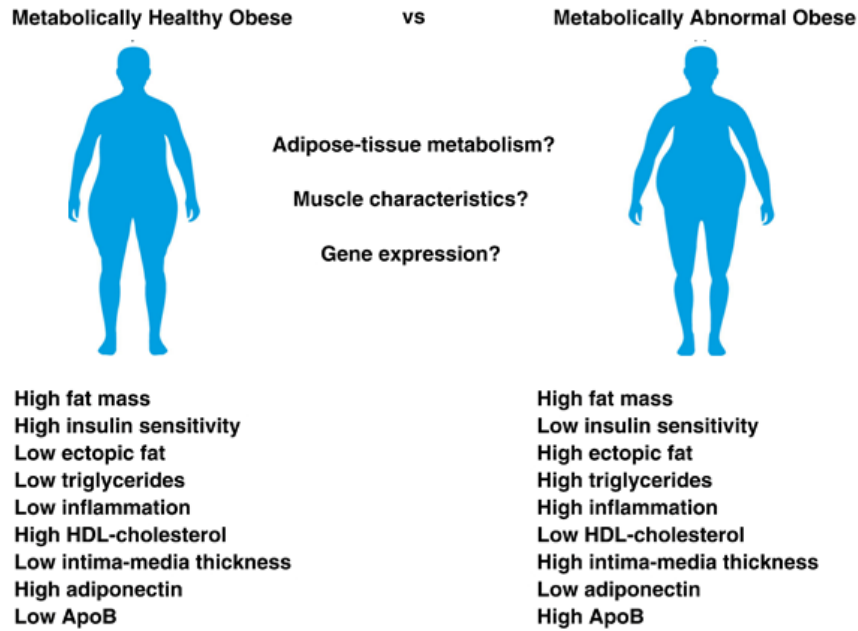 Metabolically Healthy Obese vs Metabolically Abnormal Obese
Adipose-tissue metabolism?
Muscle characteristics?
Gene expression?
High fat mass
High insulin sensitivity
Low ectopic fat
Low triglycerides
Low inflammation
High HDL-cholesterol
Low intima-media thickness
High adiponectin
Low ApoB
High fat mass
Low insulin sensitivity
High ectopic fat
High triglycerides
High inflammation
Low HDL-cholesterol
High intima-media thickness
Low adiponectin
High ApoB